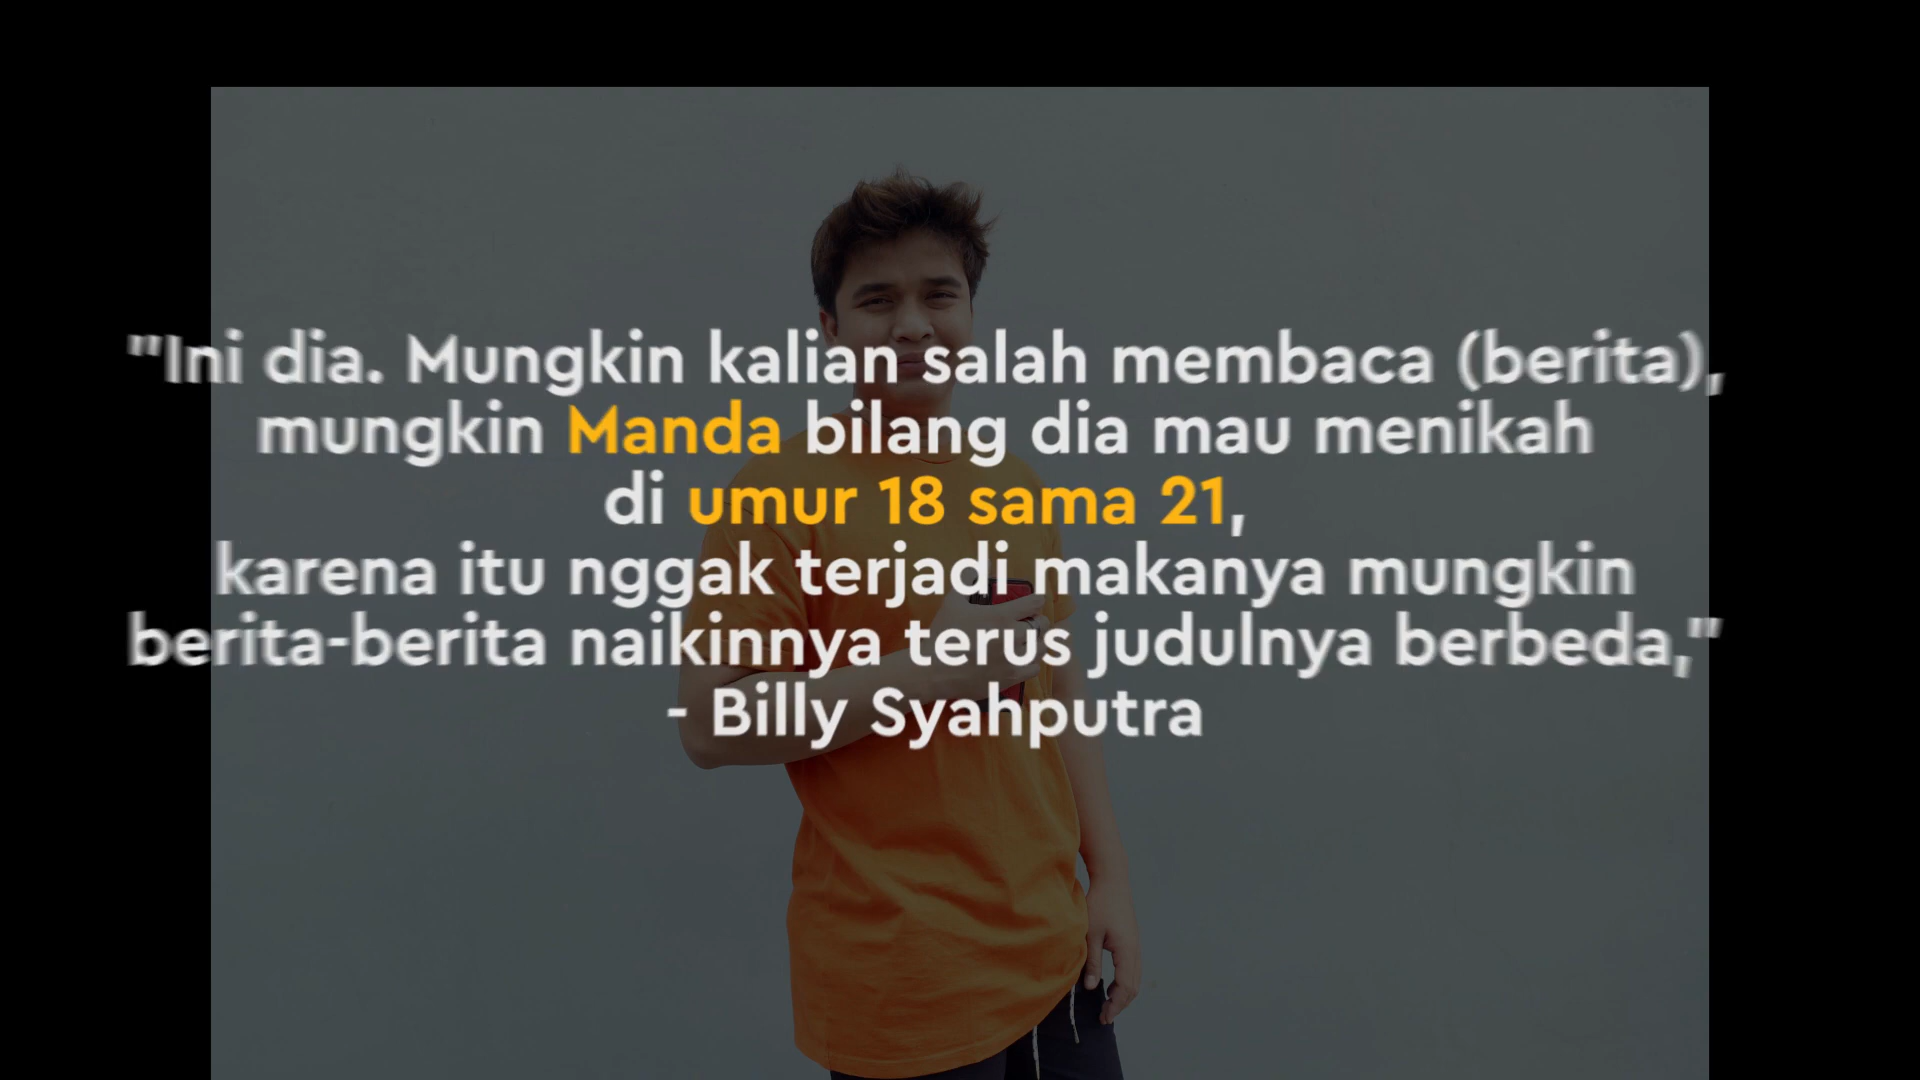 "Ini dia. Mungkin kalian salah membaca (berita),
mungkin Manda bilang dia mau menikah
di umur 18 sama 21,
karena itu nggak terjadi makanya mungkin
berita-berita naikinnya terus judulnya berbeda,"
- Billy Syahputra